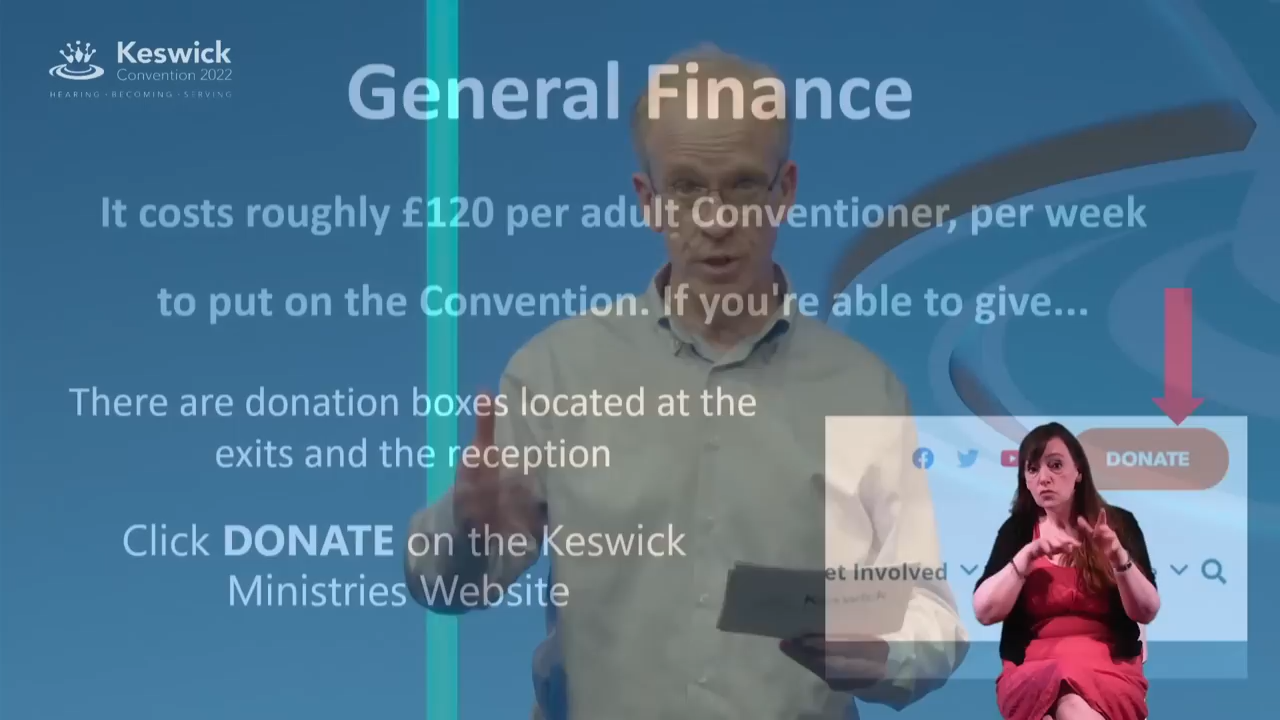 Keswick
Convention 2022
HEARING · BECOMING · SERVING
General Finance
It costs roughly £120 per adult Conventioner, per week
to put on the Convention. If you're able to give...
There are donation boxes located at the
exits and the reception
Click DONATE on the Keswick
Ministries Website
DONATE
et Involved